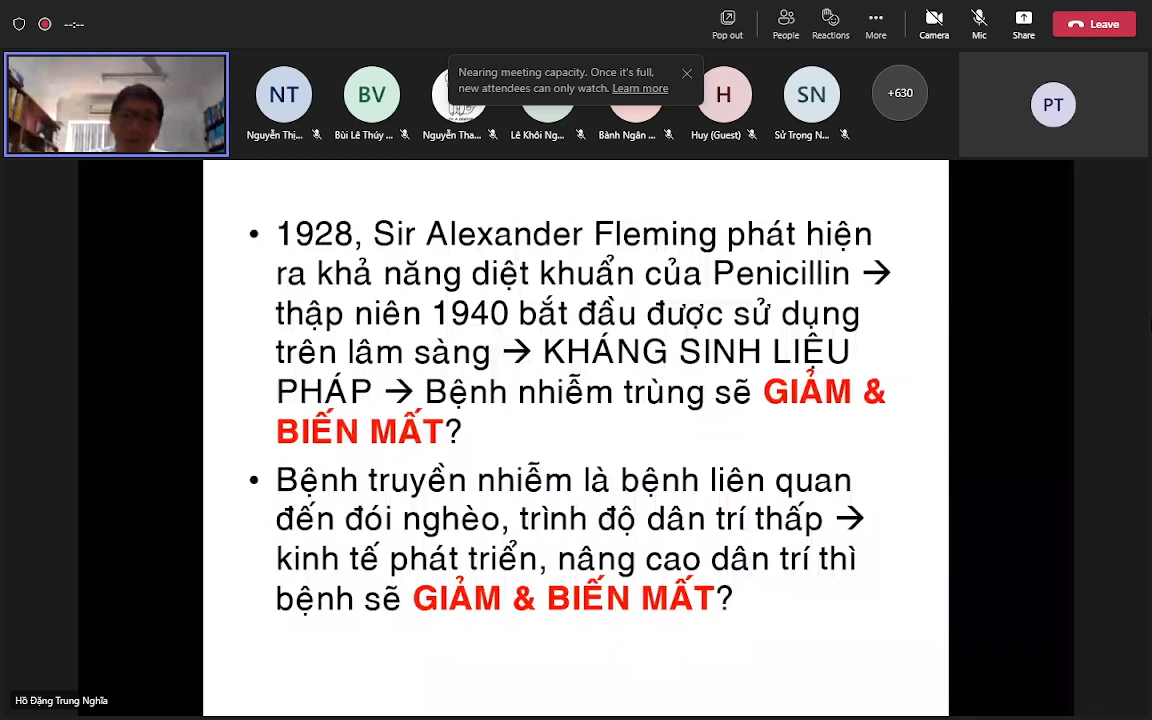 --:--
Pop out
People
Reactions
More
Camera
Mic
Share
Leave
Nearing meeting capacity. Once it's full,
new attendees can only watch. Learn more
NT
BV
H
SN
+630
PT
Nguyễn Thị...
Bùi Lê Thúy ...
Nguyễn Tha...
Lê Khôi Ng...
Bành Ngân ...
Huy (Guest)
Sử Trọng N...
• 1928, Sir Alexander Fleming phát hiện
ra khả năng diệt khuẩn của Penicillin →
thập niên 1940 bắt đầu được sử dụng
trên lâm sàng → KHÁNG SINH LIỆU
PHÁP → Bệnh nhiễm trùng sẽ GIẢM &
BIẾN MẤT?
• Bệnh truyền nhiễm là bệnh liên quan
đến đói nghèo, trình độ dân trí thấp →
kinh tế phát triển, nâng cao dân trí thì
bệnh sẽ GIẢM & BIẾN MẤT?
Hồ Đặng Trung Nghĩa